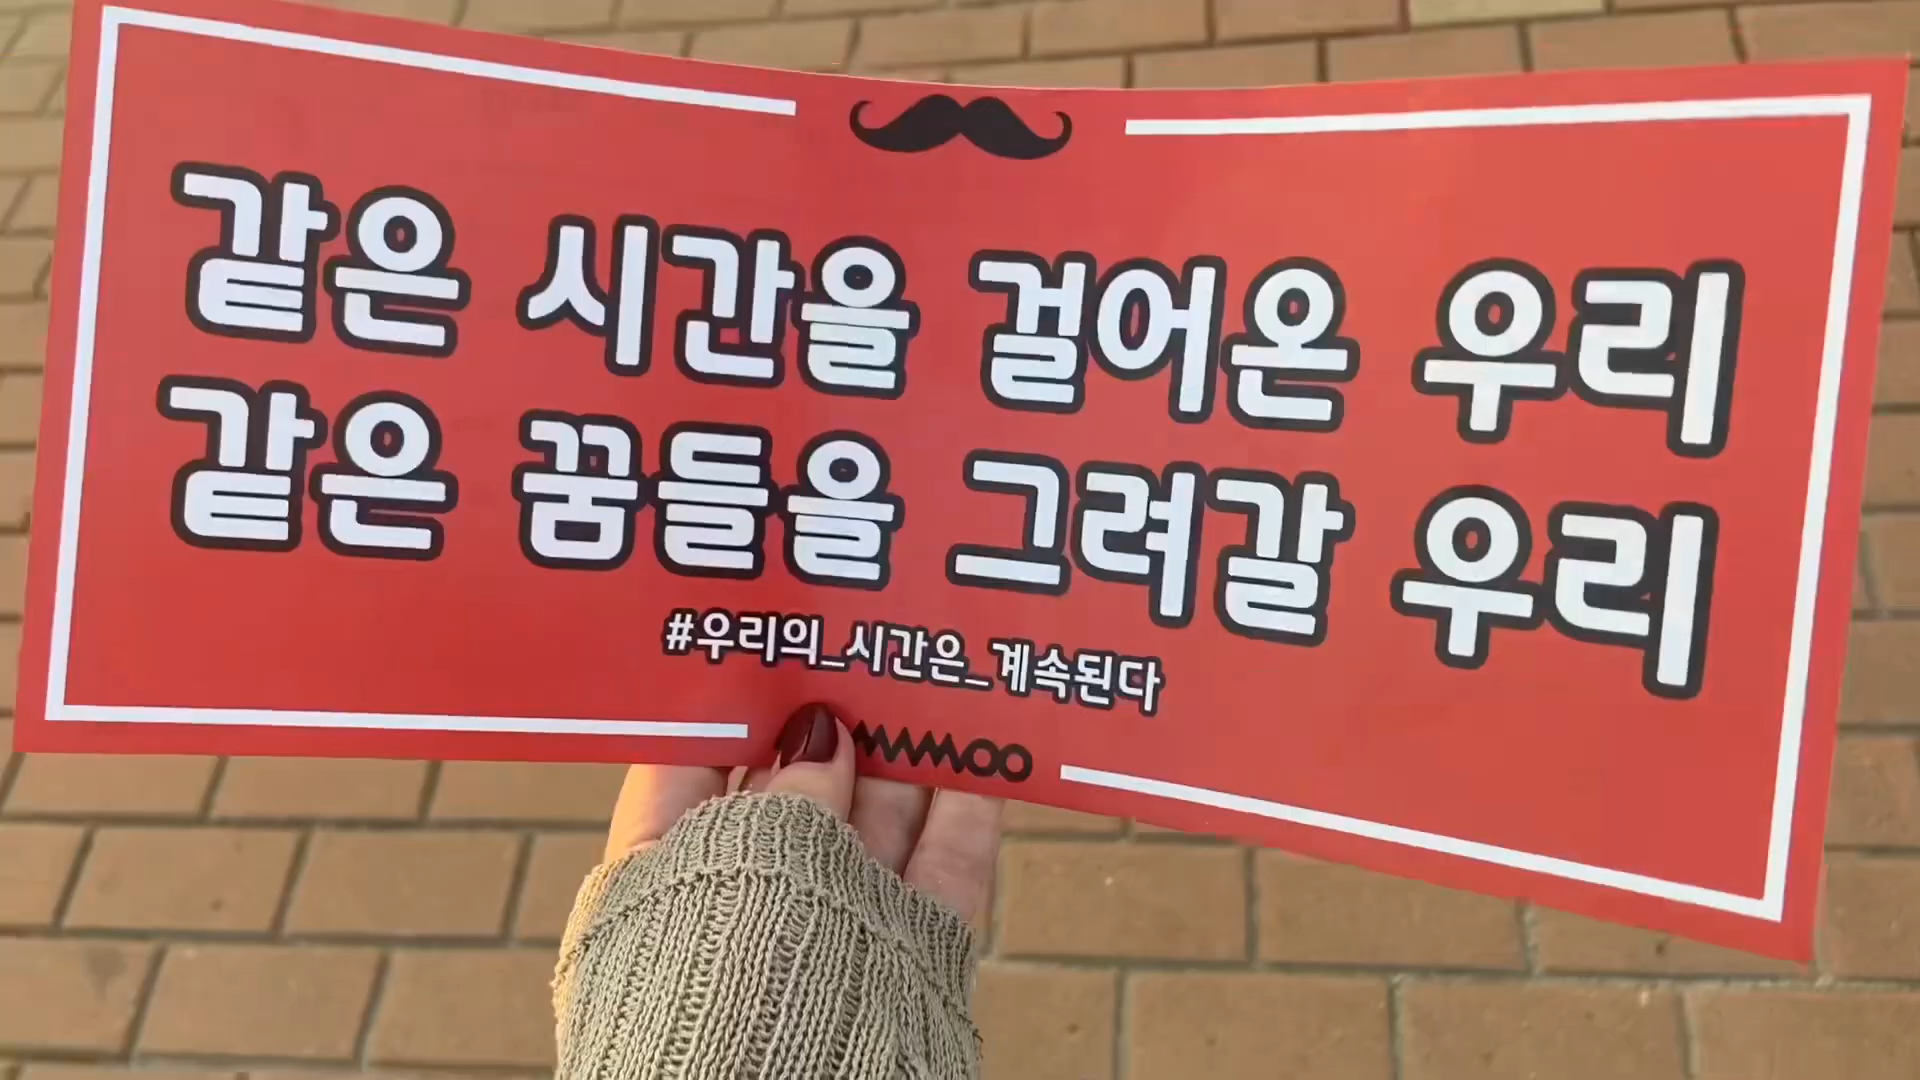 같은 시간을 걸어온 우리
같은 꿈들을 그려갈 우리
#우리의_시간은_계속된다